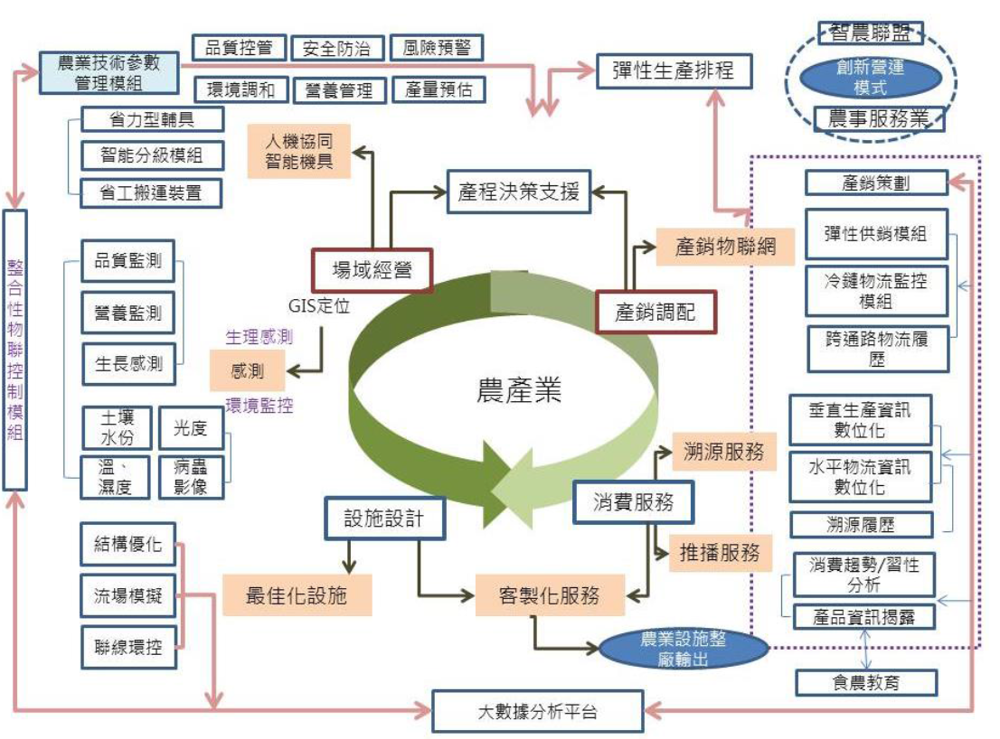 品質控管
安全防治
風險預警
農業技術參數
管理模組
環境調和
營養管理
產量預估
彈性生產排程
智農聯盟
創新營運
模式
農事服務業
省力型輔具
智能分級模組
省工搬運裝置
人機協同
智能機具
產程決策支援
產銷物聯網
產銷策劃
彈性供銷模組
冷鏈物流監控
模組
跨通路物流履
歷
整合性物聯控制模組
品質監測
營養監測
生長感測
場域經營
GIS定位
產銷調配
生理感測
感測
環境監控
農產業
土壤
水份
光度
溫、
濕度
病蟲
影像
垂直生產資訊
數位化
水平物流資訊
數位化
溯源履歷
溯源服務
消費服務
推播服務
設施設計
結構優化
流場模擬
聯線環控
最佳化設施
客製化服務
消費趨勢/習性
分析
產品資訊揭露
農業設施整
廠輸出
食農教育
大數據分析平台